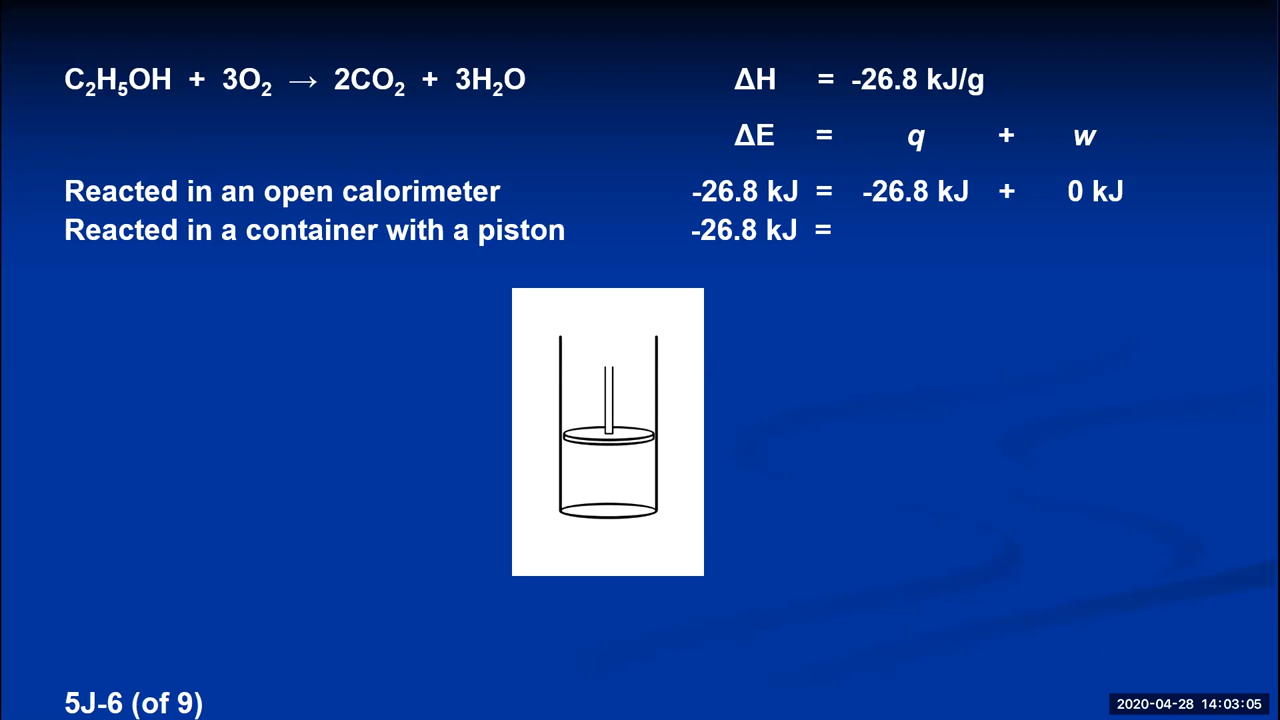 C₂H₅OH + 3O₂ → 2CO₂ + 3H₂O ΔH = -26.8 kJ/g
ΔE = q + w
Reacted in an open calorimeter -26.8 kJ = -26.8 kJ + 0 kJ
Reacted in a container with a piston -26.8 kJ =
5J-6 (of 9)
2020-04-28 14:03:05